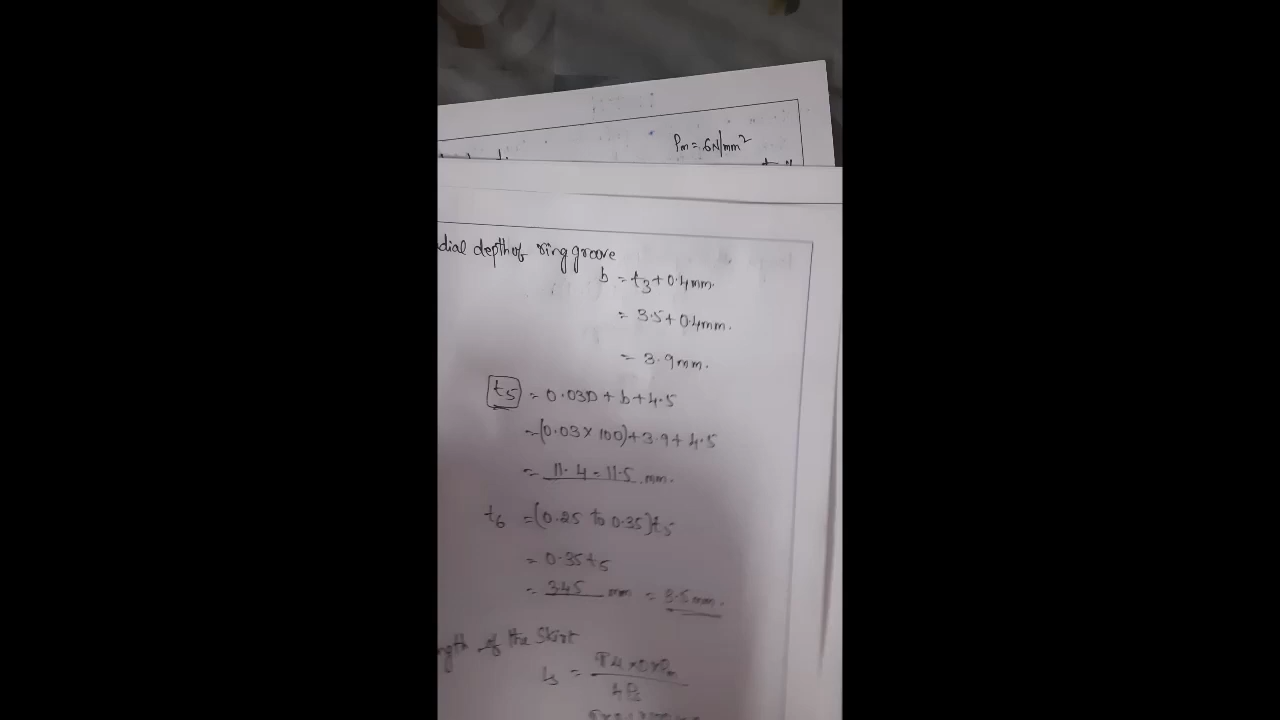 Pm = 6N/mm²
dial depth of ring groove
b = t3 + 0.4mm.
= 3.5 + 0.4mm.
= 3.9mm.
t5 = 0.03D + b + 4.5
= (0.03 × 100) + 3.9 + 4.5
= 11.4 = 11.5 mm.
t6 = (0.25 to 0.35)t5
= 0.35t5
= 3.45 mm = 3.5mm.
ngth of the Skirt